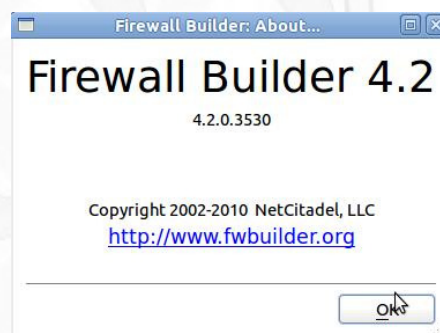 Firewall Builder: About...
Firewall Builder 4.2
4.2.0.3530
Copyright 2002-2010 NetCitadel, LLC
http://www.fwbuilder.org
OK